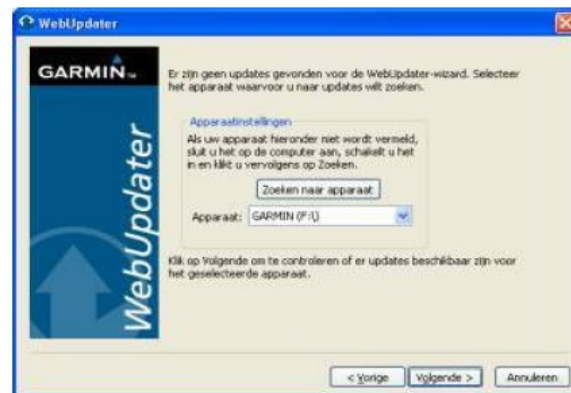 WebUpdater
GARMIN™
WebUpdater
Er zijn geen updates gevonden voor de WebUpdater-wizard. Selecteer
het apparaat waarvoor u naar updates wilt zoeken.
Apparaatinstellingen
Als uw apparaat hieronder niet wordt vermeld,
sluit u het op de computer aan, schakelt u het
in en klikt u vervolgens op Zoeken.
Zoeken naar apparaat
Apparaat: GARMIN (F:\)
Klik op Volgende om te controleren of er updates beschikbaar zijn voor
het geselecteerde apparaat.
< Vorige Volgende > Annuleren